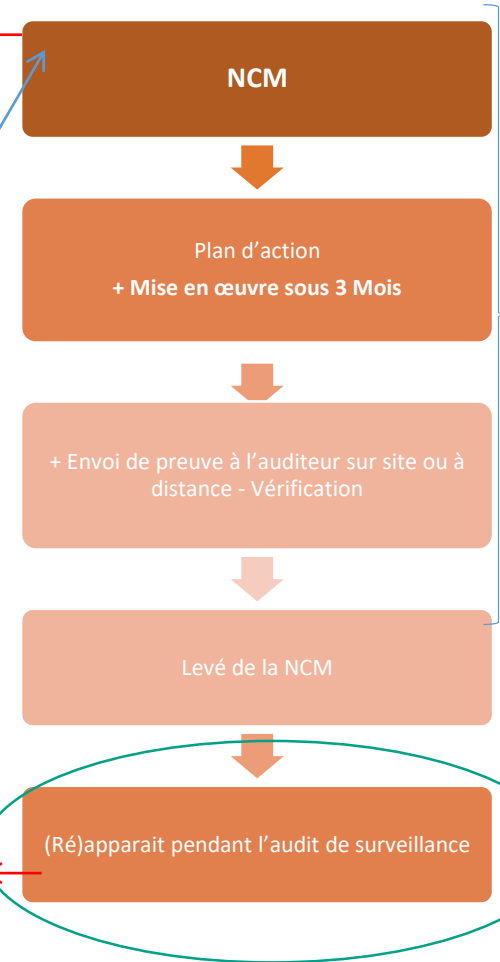 NCM
Plan d’action
+ Mise en œuvre sous 3 Mois
+ Envoi de preuve à l’auditeur sur site ou à
distance - Vérification
Levé de la NCM
(Ré)apparait pendant l’audit de surveillance